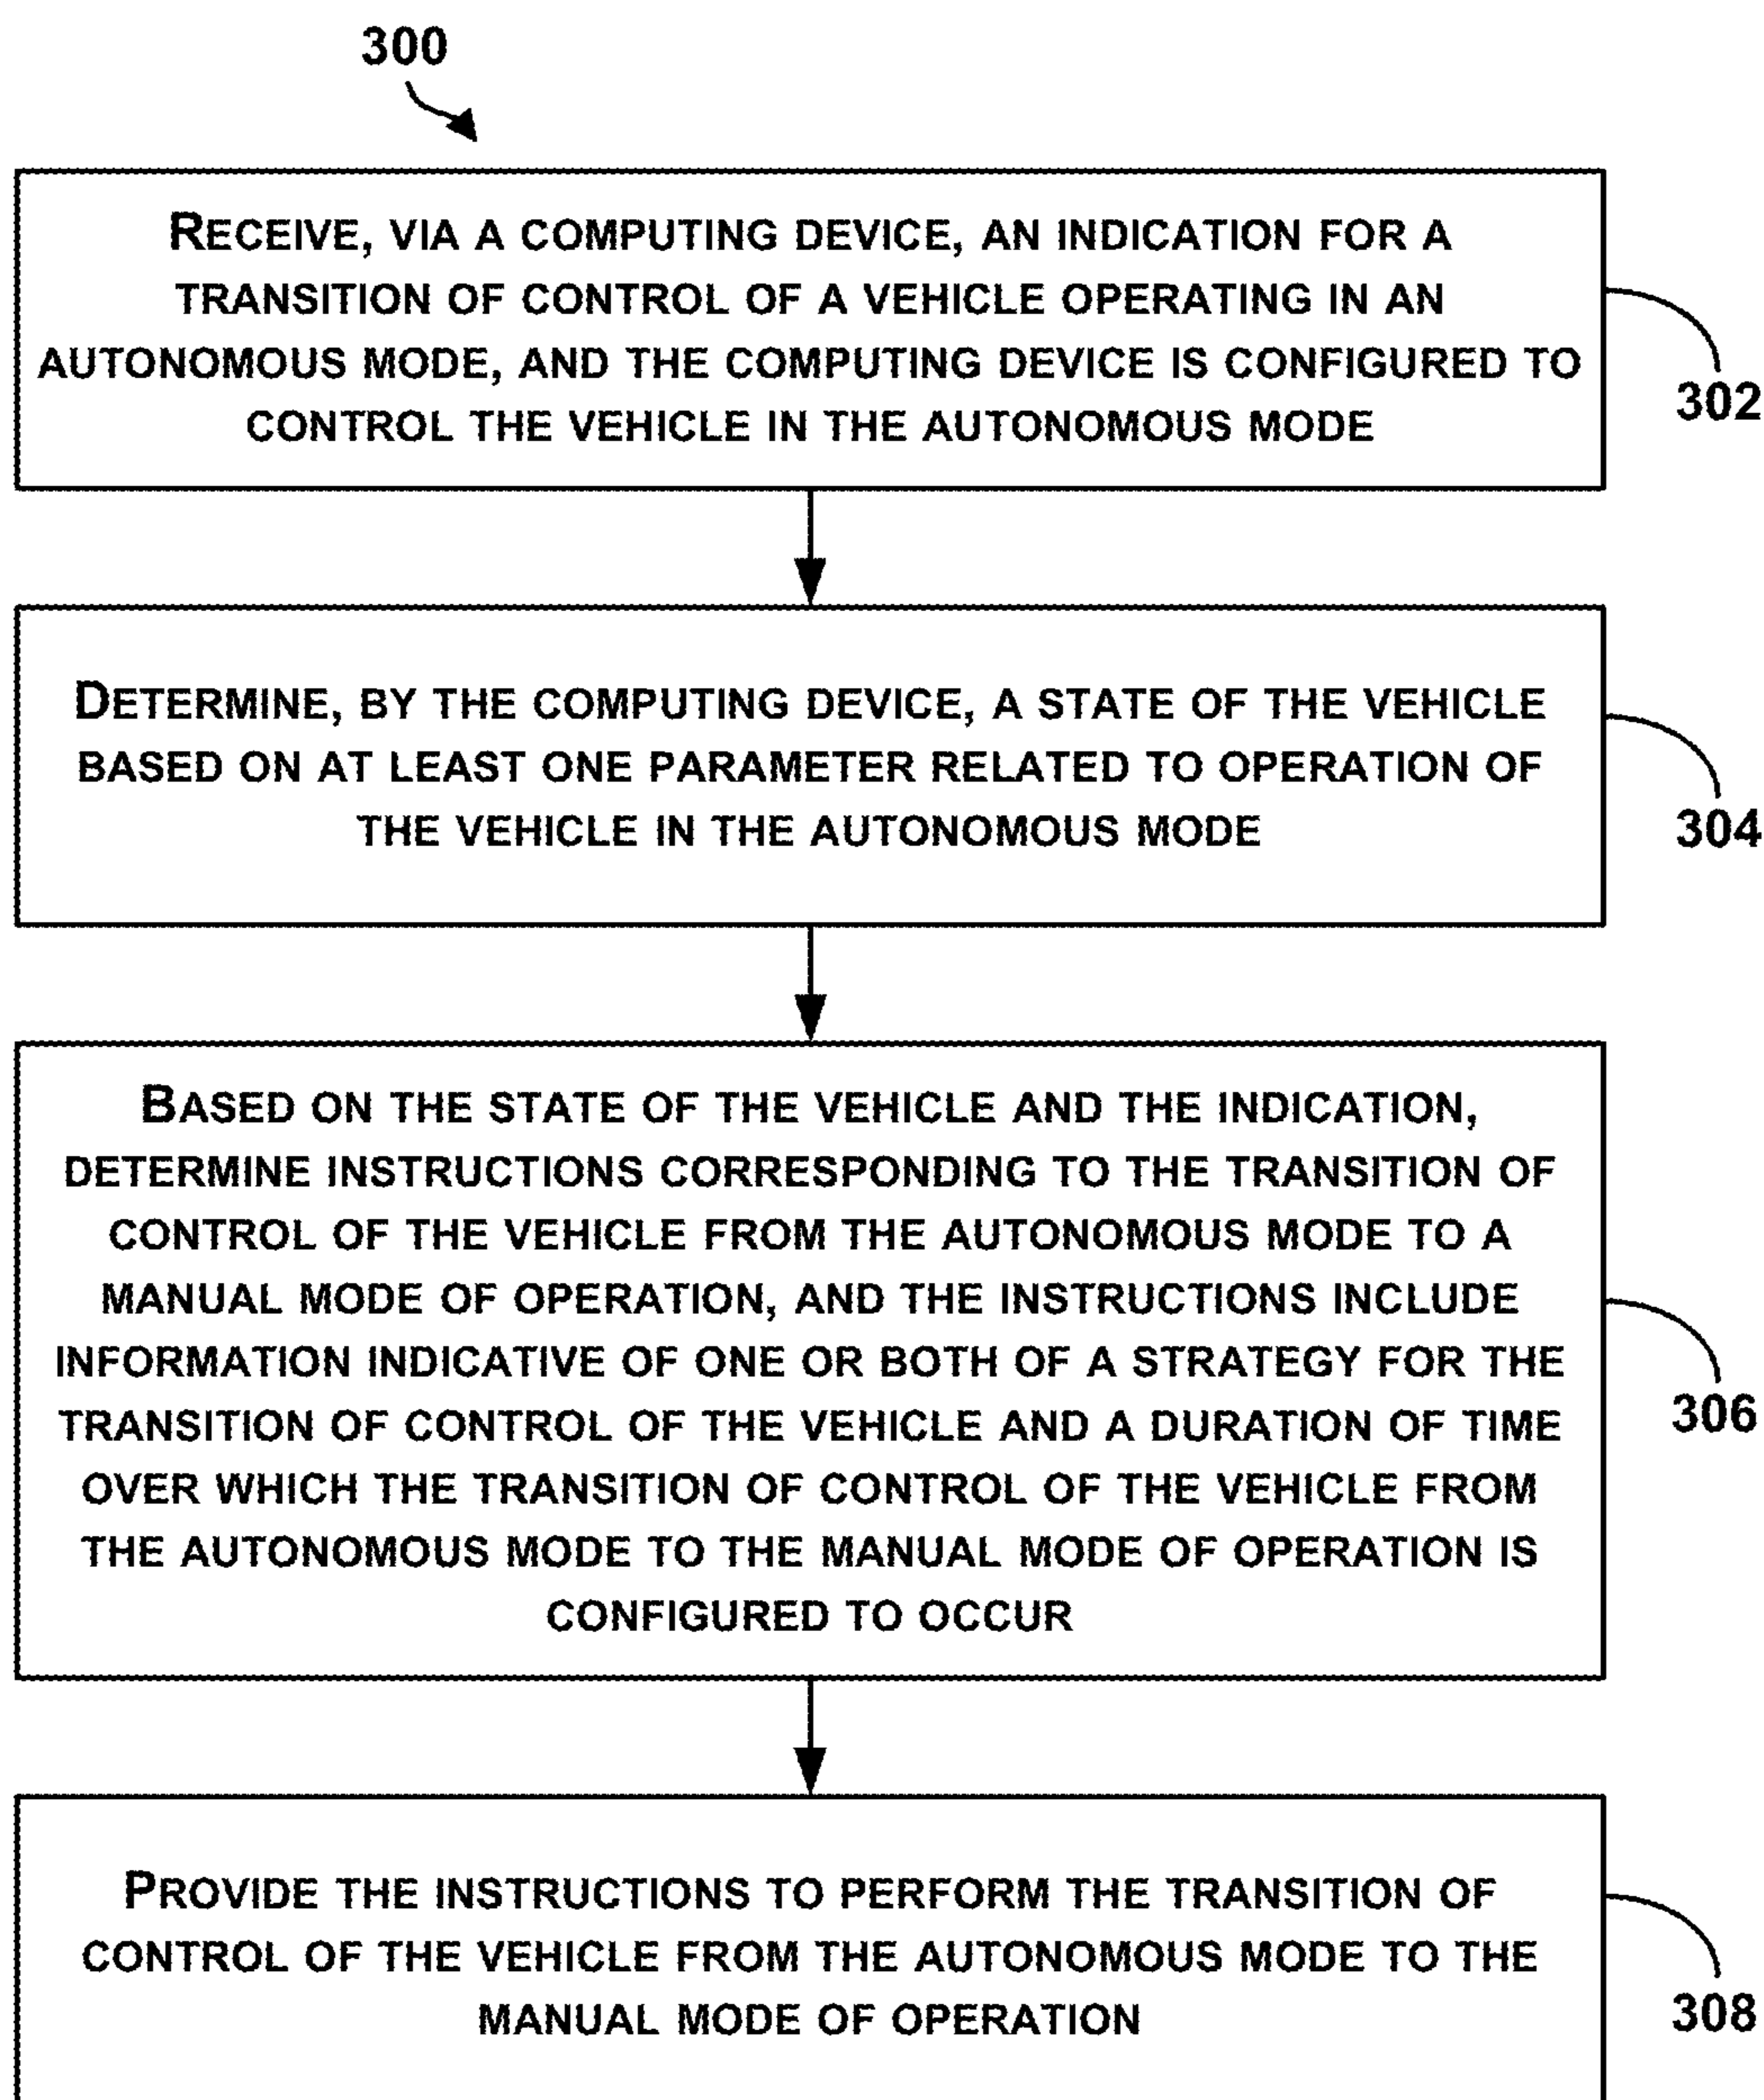 300
RECEIVE, VIA A COMPUTING DEVICE, AN INDICATION FOR A
TRANSITION OF CONTROL OF A VEHICLE OPERATING IN AN
AUTONOMOUS MODE, AND THE COMPUTING DEVICE IS CONFIGURED TO
CONTROL THE VEHICLE IN THE AUTONOMOUS MODE
302
DETERMINE, BY THE COMPUTING DEVICE, A STATE OF THE VEHICLE
BASED ON AT LEAST ONE PARAMETER RELATED TO OPERATION OF
THE VEHICLE IN THE AUTONOMOUS MODE
304
BASED ON THE STATE OF THE VEHICLE AND THE INDICATION,
DETERMINE INSTRUCTIONS CORRESPONDING TO THE TRANSITION OF
CONTROL OF THE VEHICLE FROM THE AUTONOMOUS MODE TO A
MANUAL MODE OF OPERATION, AND THE INSTRUCTIONS INCLUDE
INFORMATION INDICATIVE OF ONE OR BOTH OF A STRATEGY FOR THE
TRANSITION OF CONTROL OF THE VEHICLE AND A DURATION OF TIME
OVER WHICH THE TRANSITION OF CONTROL OF THE VEHICLE FROM
THE AUTONOMOUS MODE TO THE MANUAL MODE OF OPERATION IS
CONFIGURED TO OCCUR
306
PROVIDE THE INSTRUCTIONS TO PERFORM THE TRANSITION OF
CONTROL OF THE VEHICLE FROM THE AUTONOMOUS MODE TO THE
MANUAL MODE OF OPERATION
308